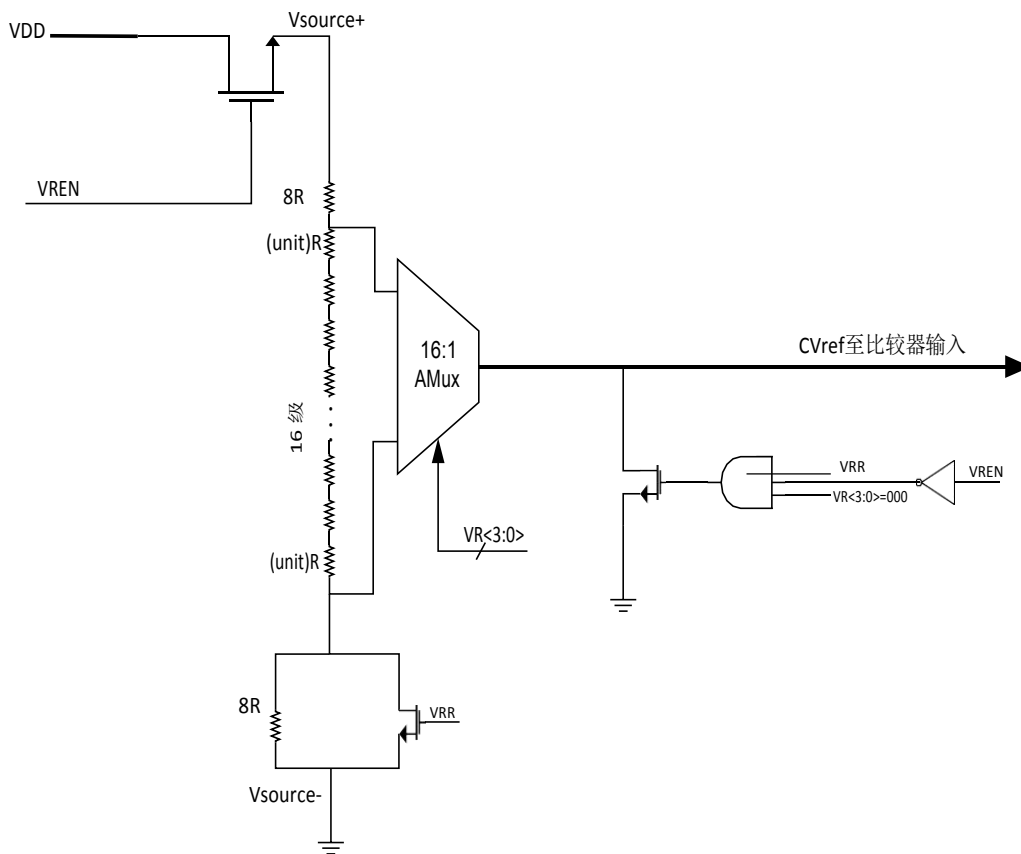 Vsource+
VDD
VREN
8R
(unit)R
16:1
AMux
CVref至比较器输入
16 级
VRR
VREN
VR<3:0>=000
VR<3:0>
(unit)R
8R
VRR
Vsource-